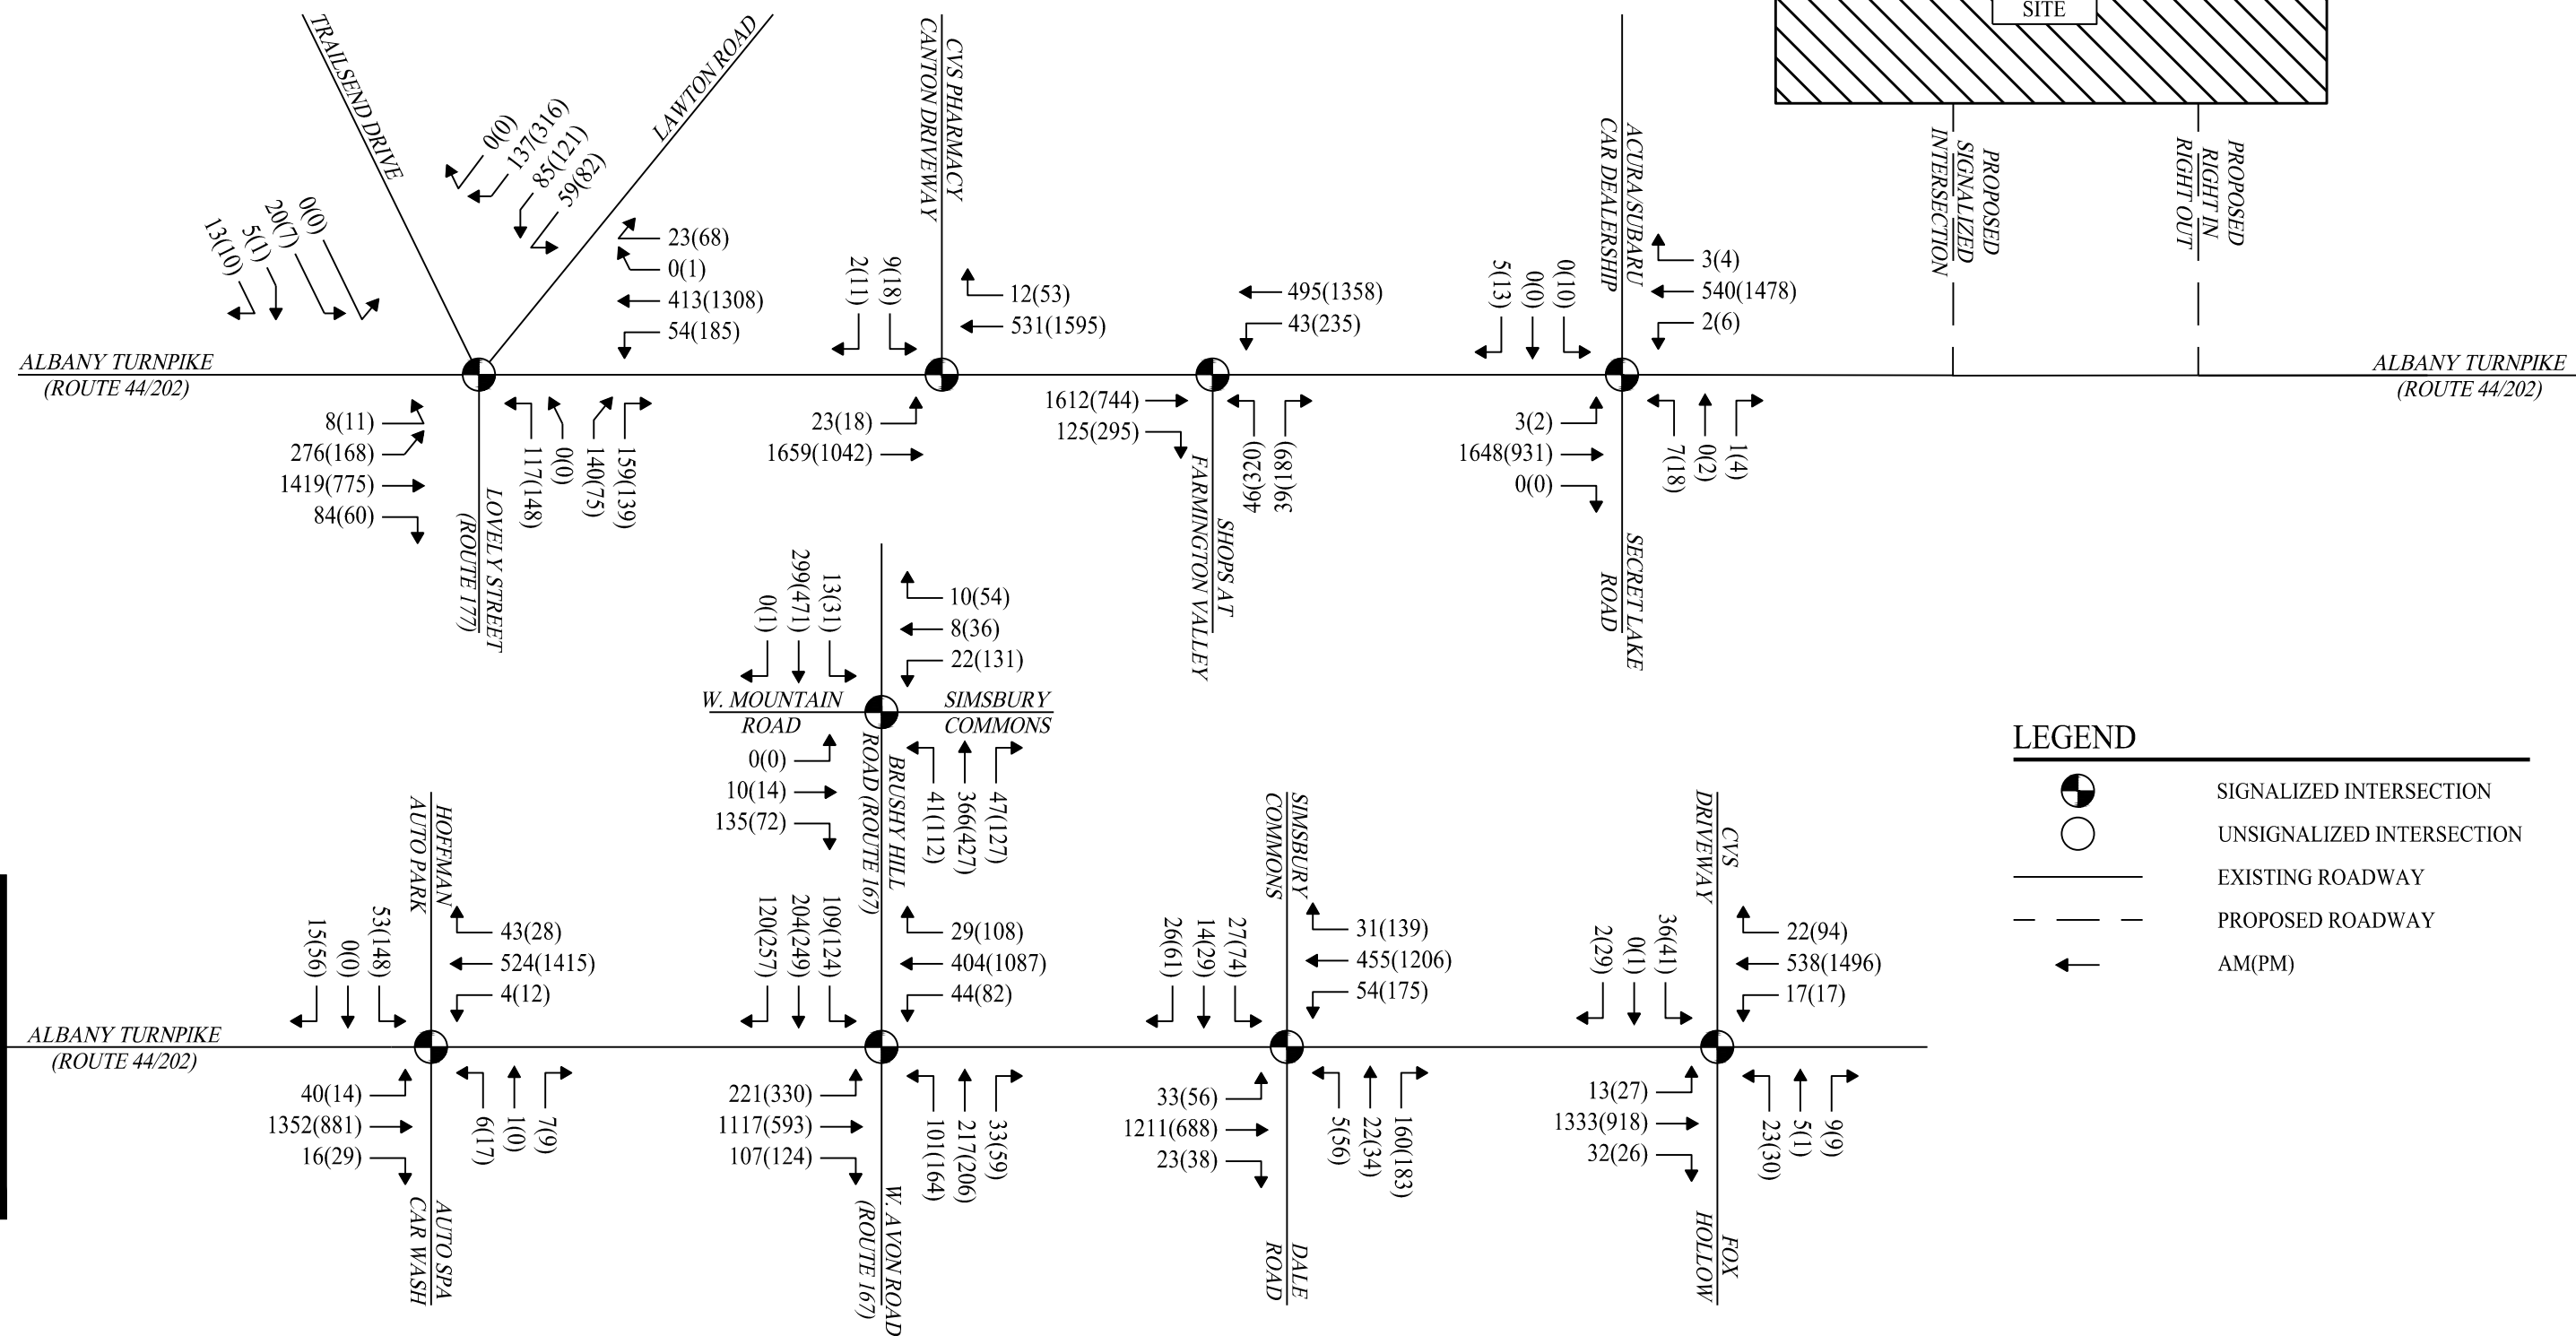 SITE
TRAILSEND DRIVE
LAWTON ROAD
0(0)
137(316)
85(121)
59(82)
13(10)
5(1)
20(7)
0(0)
23(68)
0(1)
413(1308)
54(185)
ALBANY TURNPIKE
(ROUTE 44/202)
8(11)
276(168)
1419(775)
84(60)
117(148)
0(0)
140(75)
159(139)
LOVELY STREET
(ROUTE 177)
CVS PHARMACY
CANTON DRIVEWAY
2(11)
9(18)
12(53)
531(1595)
23(18)
1659(1042)
495(1358)
43(235)
1612(744)
125(295)
46(320)
39(189)
SHOPS AT
FARMINGTON VALLEY
ACURA/SUBARU
CAR DEALERSHIP
5(13)
0(0)
0(10)
3(4)
540(1478)
2(6)
3(2)
1648(931)
0(0)
7(18)
0(2)
1(4)
SECRET LAKE
ROAD
PROPOSED
SIGNALIZED
INTERSECTION
PROPOSED
RIGHT IN
RIGHT OUT
ALBANY TURNPIKE
(ROUTE 44/202)
0(1)
299(471)
13(31)
10(54)
8(36)
22(131)
W. MOUNTAIN
ROAD
SIMSBURY
COMMONS
0(0)
10(14)
135(72)
41(112)
366(427)
47(127)
BRUSHY HILL
ROAD (ROUTE 167)
HOFFMAN
AUTO PARK
15(56)
0(0)
53(148)
43(28)
524(1415)
4(12)
ALBANY TURNPIKE
(ROUTE 44/202)
40(14)
1352(881)
16(29)
6(17)
1(0)
7(9)
AUTO SPA
CAR WASH
120(257)
204(249)
109(124)
29(108)
404(1087)
44(82)
221(330)
1117(593)
107(124)
101(164)
217(206)
33(59)
W. AVON ROAD
(ROUTE 167)
SIMSBURY
COMMONS
26(61)
14(29)
27(74)
31(139)
455(1206)
54(175)
33(56)
1211(688)
23(38)
5(56)
22(34)
160(183)
DALE
ROAD
CVS
DRIVEWAY
2(29)
0(1)
36(41)
22(94)
538(1496)
17(17)
13(27)
1333(918)
32(26)
23(30)
5(1)
9(9)
FOX
HOLLOW
LEGEND
SIGNALIZED INTERSECTION
UNSIGNALIZED INTERSECTION
EXISTING ROADWAY
PROPOSED ROADWAY
AM(PM)